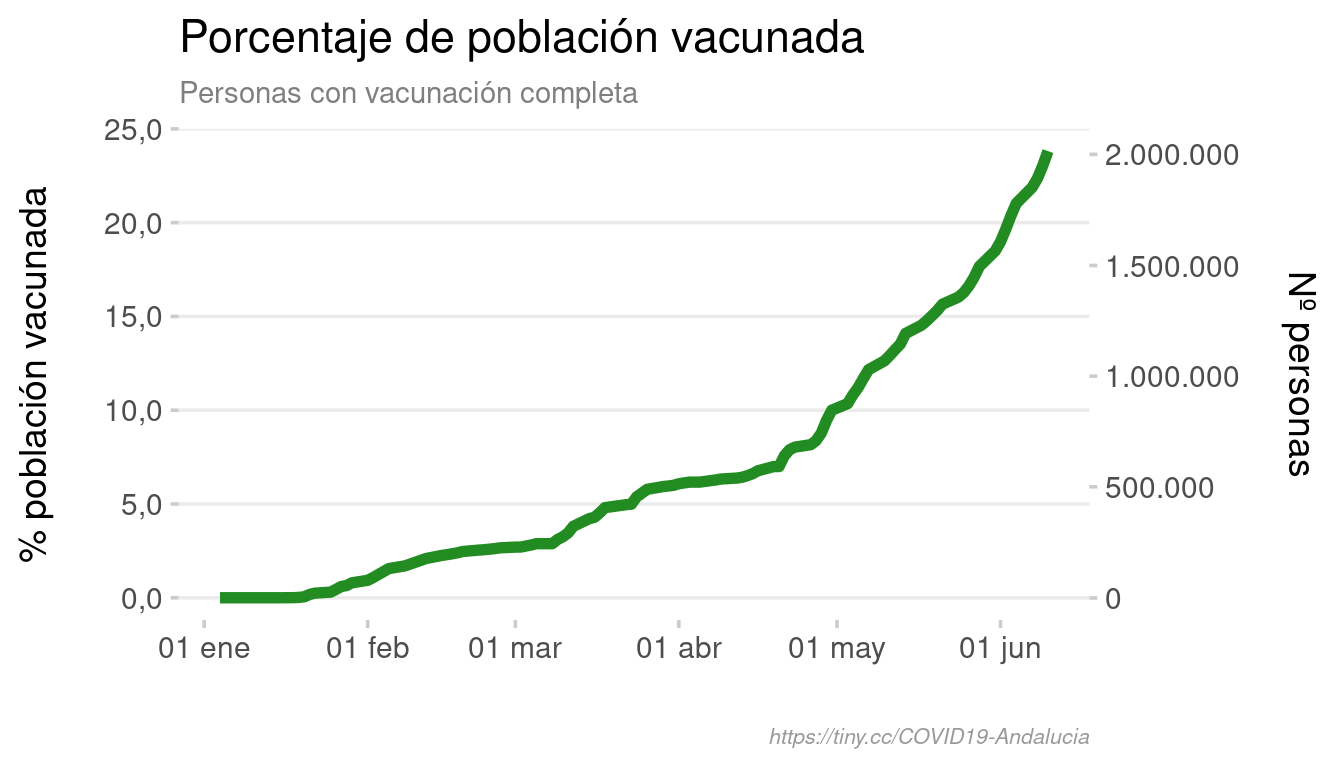 Porcentaje de población vacunada
Personas con vacunación completa
% población vacunada
25,0
20,0
15,0
10,0
5,0
0,0
2.000.000
1.500.000
1.000.000
500.000
0
Nº personas
01 ene
01 feb
01 mar
01 abr
01 may
01 jun
https://tiny.cc/COVID19-Andalucia